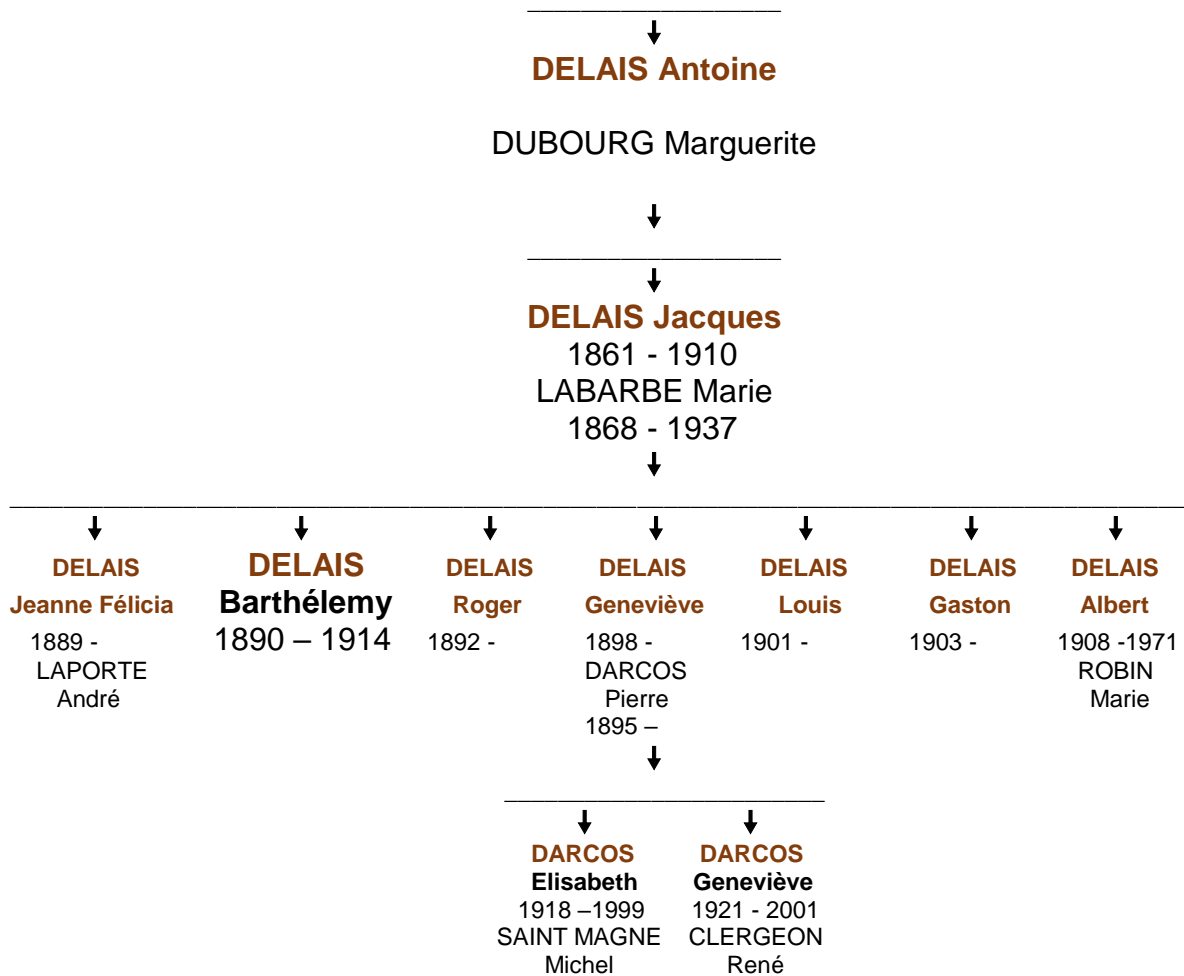 DELAIS Antoine
DUBOURG Marguerite
DELAIS Jacques
1861 - 1910
LABARBE Marie
1868 - 1937
DELAIS
Jeanne Félicia
1889 -
LAPORTE
André
DELAIS
Barthélemy
1890 – 1914
DELAIS
Roger
1892 -
DELAIS
Geneviève
1898 -
DARCOS
Pierre
1895 –
DELAIS
Louis
1901 -
DELAIS
Gaston
1903 -
DELAIS
Albert
1908 -1971
ROBIN
Marie
DARCOS
Elisabeth
1918 –1999
SAINT MAGNE
Michel
DARCOS
Geneviève
1921 - 2001
CLERGEON
René